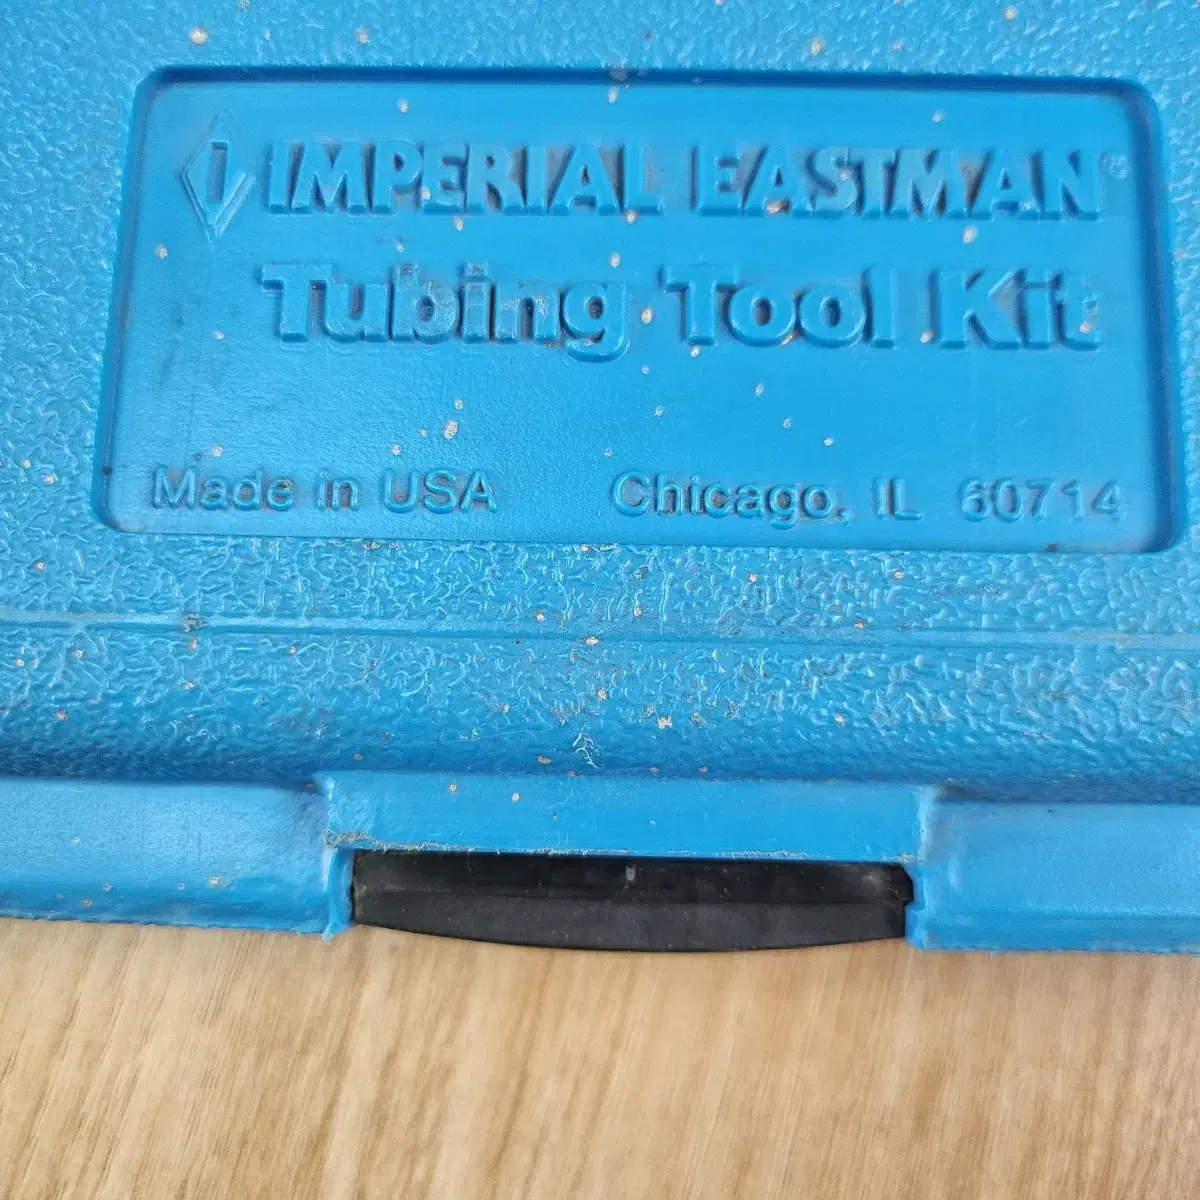 IMPERIAL EASTMAN®
Tubing Tool Kit
Made in USA Chicago, IL 60714